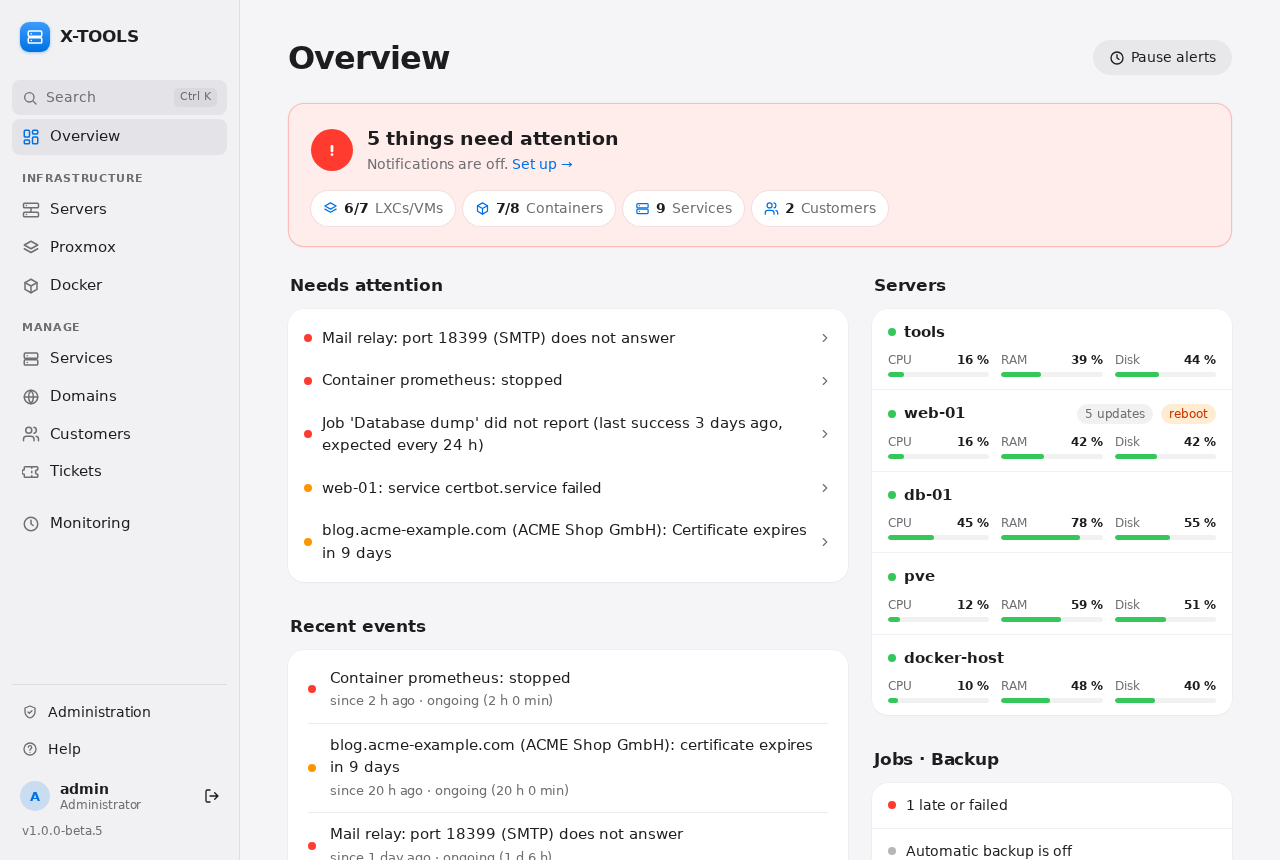 X-TOOLS
Search
Ctrl K
Overview
INFRASTRUCTURE
Servers
Proxmox
Docker
MANAGE
Services
Domains
Customers
Tickets
Monitoring
Administration
Help
A
admin
Administrator
v1.0.0-beta.5
Overview
Pause alerts
5 things need attention
Notifications are off. Set up →
6/7 LXCs/VMs
7/8 Containers
9 Services
2 Customers
Needs attention
Mail relay: port 18399 (SMTP) does not answer
Container prometheus: stopped
Job 'Database dump' did not report (last success 3 days ago,
expected every 24 h)
web-01: service certbot.service failed
blog.acme-example.com (ACME Shop GmbH): Certificate expires
in 9 days
Recent events
Container prometheus: stopped
since 2 h ago · ongoing (2 h 0 min)
blog.acme-example.com (ACME Shop GmbH): certificate expires
in 9 days
since 20 h ago · ongoing (20 h 0 min)
Mail relay: port 18399 (SMTP) does not answer
since 1 day ago · ongoing (1 d 6 h)
Servers
tools
CPU 16 % RAM 39 % Disk 44 %
web-01 5 updates reboot
CPU 16 % RAM 42 % Disk 42 %
db-01
CPU 45 % RAM 78 % Disk 55 %
pve
CPU 12 % RAM 59 % Disk 51 %
docker-host
CPU 10 % RAM 48 % Disk 40 %
Jobs · Backup
1 late or failed
Automatic backup is off